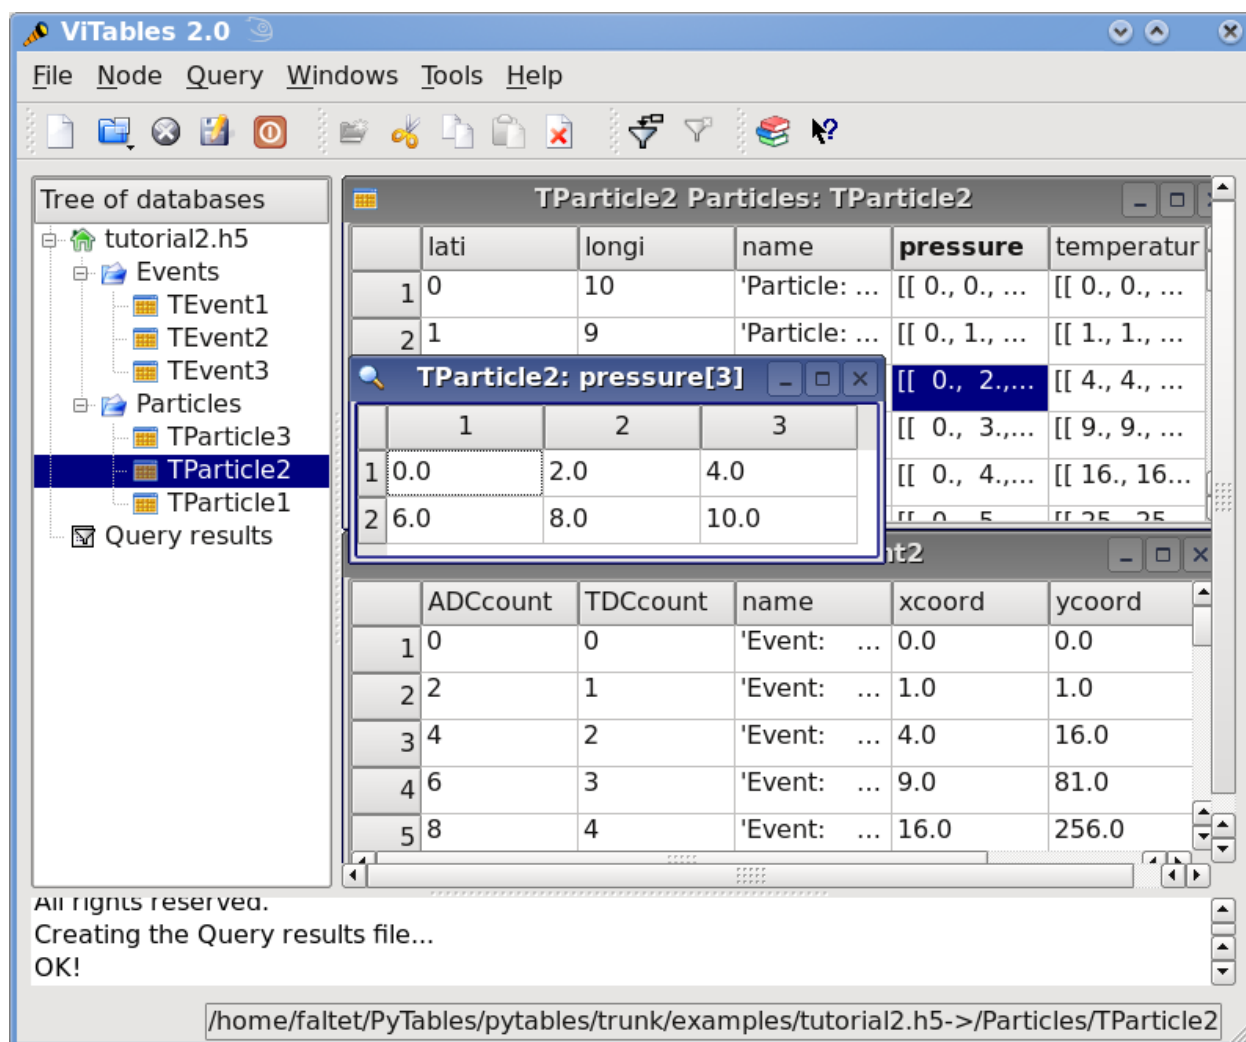 ViTables 2.0
File Node Query Windows Tools Help
Tree of databases
tutorial2.h5
Events
TEvent1
TEvent2
TEvent3
Particles
TParticle3
TParticle2
TParticle1
Query results
TParticle2 Particles: TParticle2
lati longi name pressure temperatur
1 0 10 'Particle: ... [[ 0., 0., ... [[ 0., 0., ...
2 1 9 'Particle: ... [[ 0., 1., ... [[ 1., 1., ...
[[ 0., 2.,... [[ 4., 4., ...
[[ 0., 3.,... [[ 9., 9., ...
[[ 0., 4.,... [[ 16., 16...
TParticle2: pressure[3]
1 2 3
1 0.0 2.0 4.0
2 6.0 8.0 10.0
nt2
ADCcount TDCcount name xcoord ycoord
1 0 0 'Event: ... 0.0 0.0
2 2 1 'Event: ... 1.0 1.0
3 4 2 'Event: ... 4.0 16.0
4 6 3 'Event: ... 9.0 81.0
5 8 4 'Event: ... 16.0 256.0
All rights reserved.
Creating the Query results file...
OK!
/home/faltet/PyTables/pytables/trunk/examples/tutorial2.h5->/Particles/TParticle2